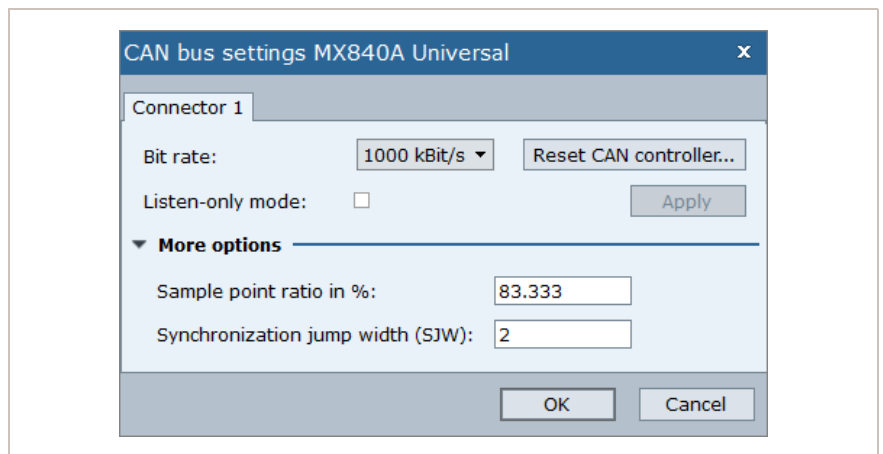 CAN bus settings MX840A Universal x
Connector 1
Bit rate: 1000 kBit/s Reset CAN controller...
Listen-only mode: Apply
More options
Sample point ratio in %: 83.333
Synchronization jump width (SJW): 2
OK Cancel